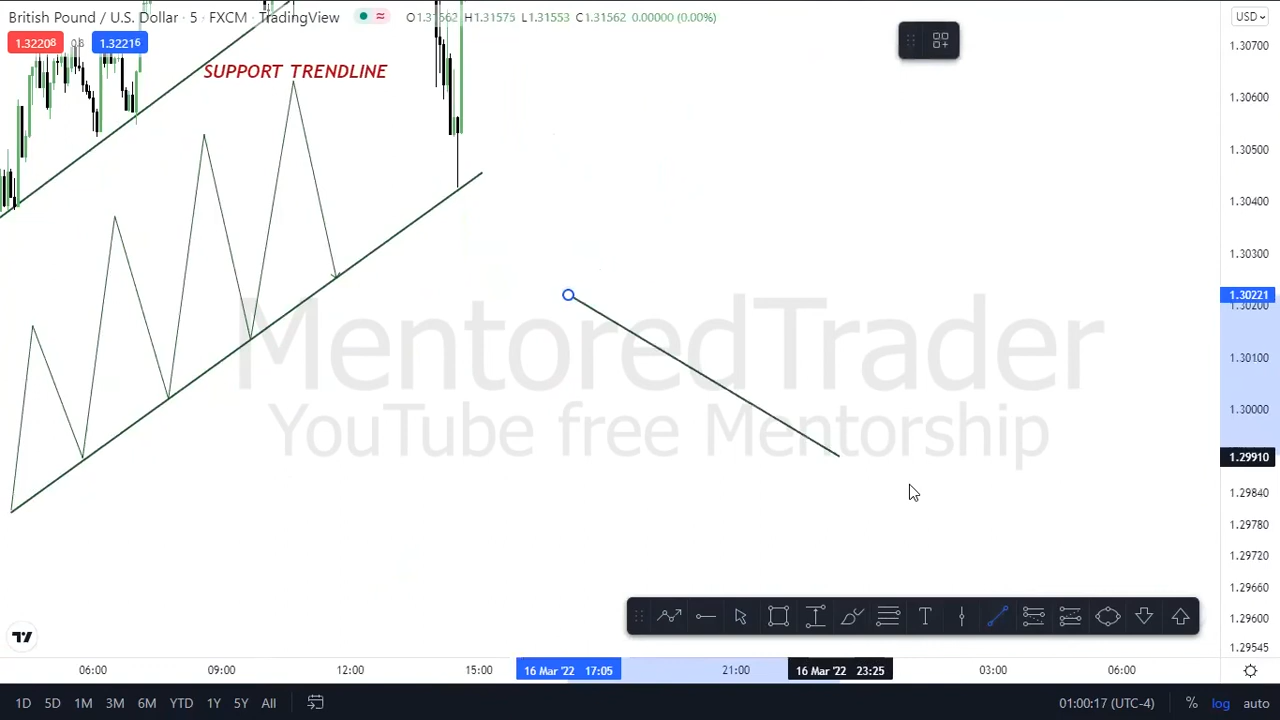 British Pound / U.S. Dollar · 5 · FXCM · TradingView
O1.31562 H1.31575 L1.31553 C1.31562 0.00000 (0.00%)
USD
1.32208 0.8 1.32216
SUPPORT TRENDLINE
MentoredTrader
YouTube free Mentorship
1.30700
1.30600
1.30500
1.30400
1.30300
1.30221
1.30200
1.30100
1.30000
1.29910
1.29840
1.29780
1.29720
1.29660
1.29600
1.29545
06:00 09:00 12:00 15:00 16 Mar '22 17:05 21:00 16 Mar '22 23:25 03:00 06:00
1D 5D 1M 3M 6M YTD 1Y 5Y All 01:00:17 (UTC-4) % log auto